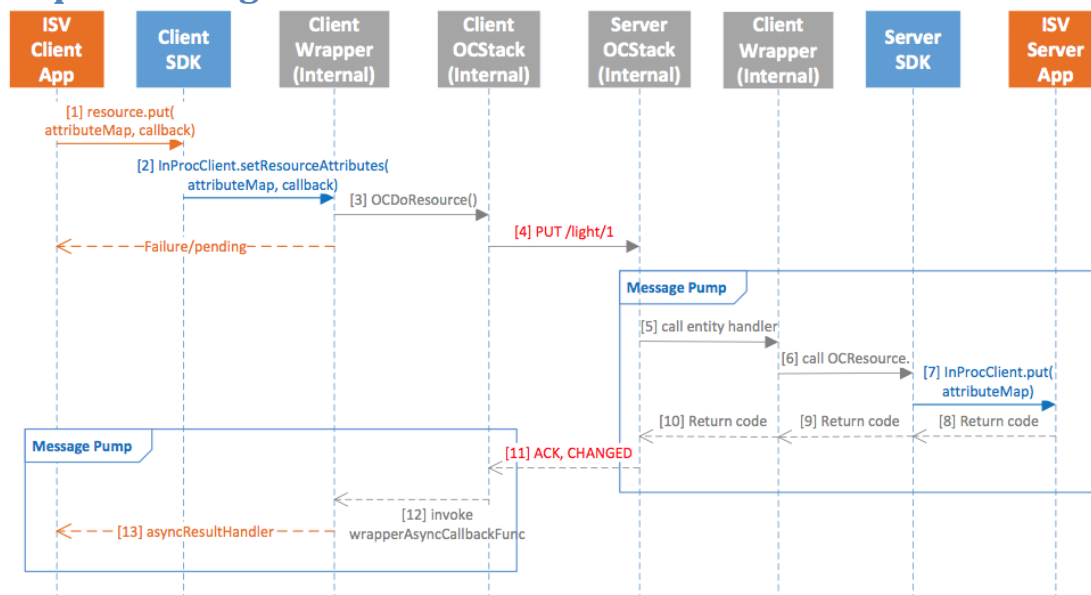 ISV
Client
App
Client
SDK
Client
Wrapper
(Internal)
Client
OCStack
(Internal)
Server
OCStack
(Internal)
Client
Wrapper
(Internal)
Server
SDK
ISV
Server
App
[1] resource.put(
attributeMap, callback)
[2] InProcClient.setResourceAttributes(
attributeMap, callback)
[3] OCDoResource()
[4] PUT /light/1
Failure/pending
Message Pump
[5] call entity handler
[6] call OCResource.
[7] InProcClient.put(
attributeMap)
[10] Return code
[9] Return code
[8] Return code
Message Pump
[11] ACK, CHANGED
[12] invoke
wrapperAsyncCallbackFunc
[13] asyncResultHandler